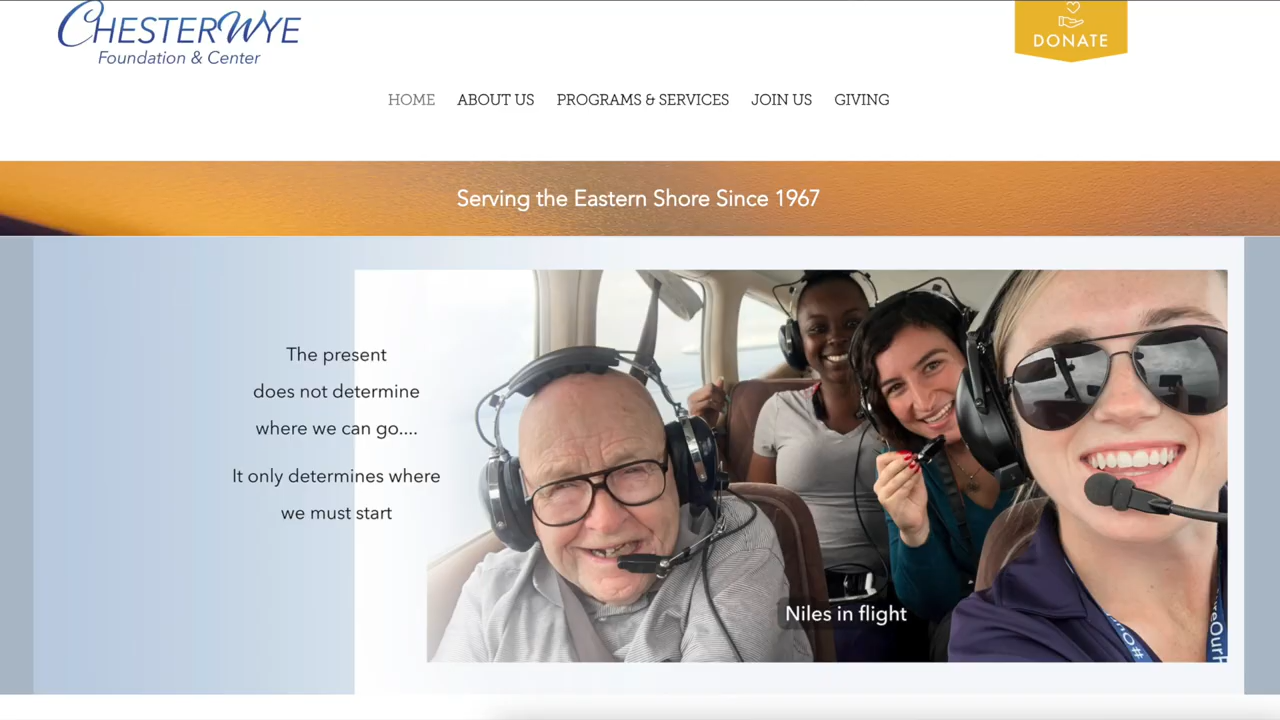 CHESTERWYE
Foundation & Center
DONATE
HOME ABOUT US PROGRAMS & SERVICES JOIN US GIVING
Serving the Eastern Shore Since 1967
The present
does not determine
where we can go....
It only determines where
we must start
Niles in flight